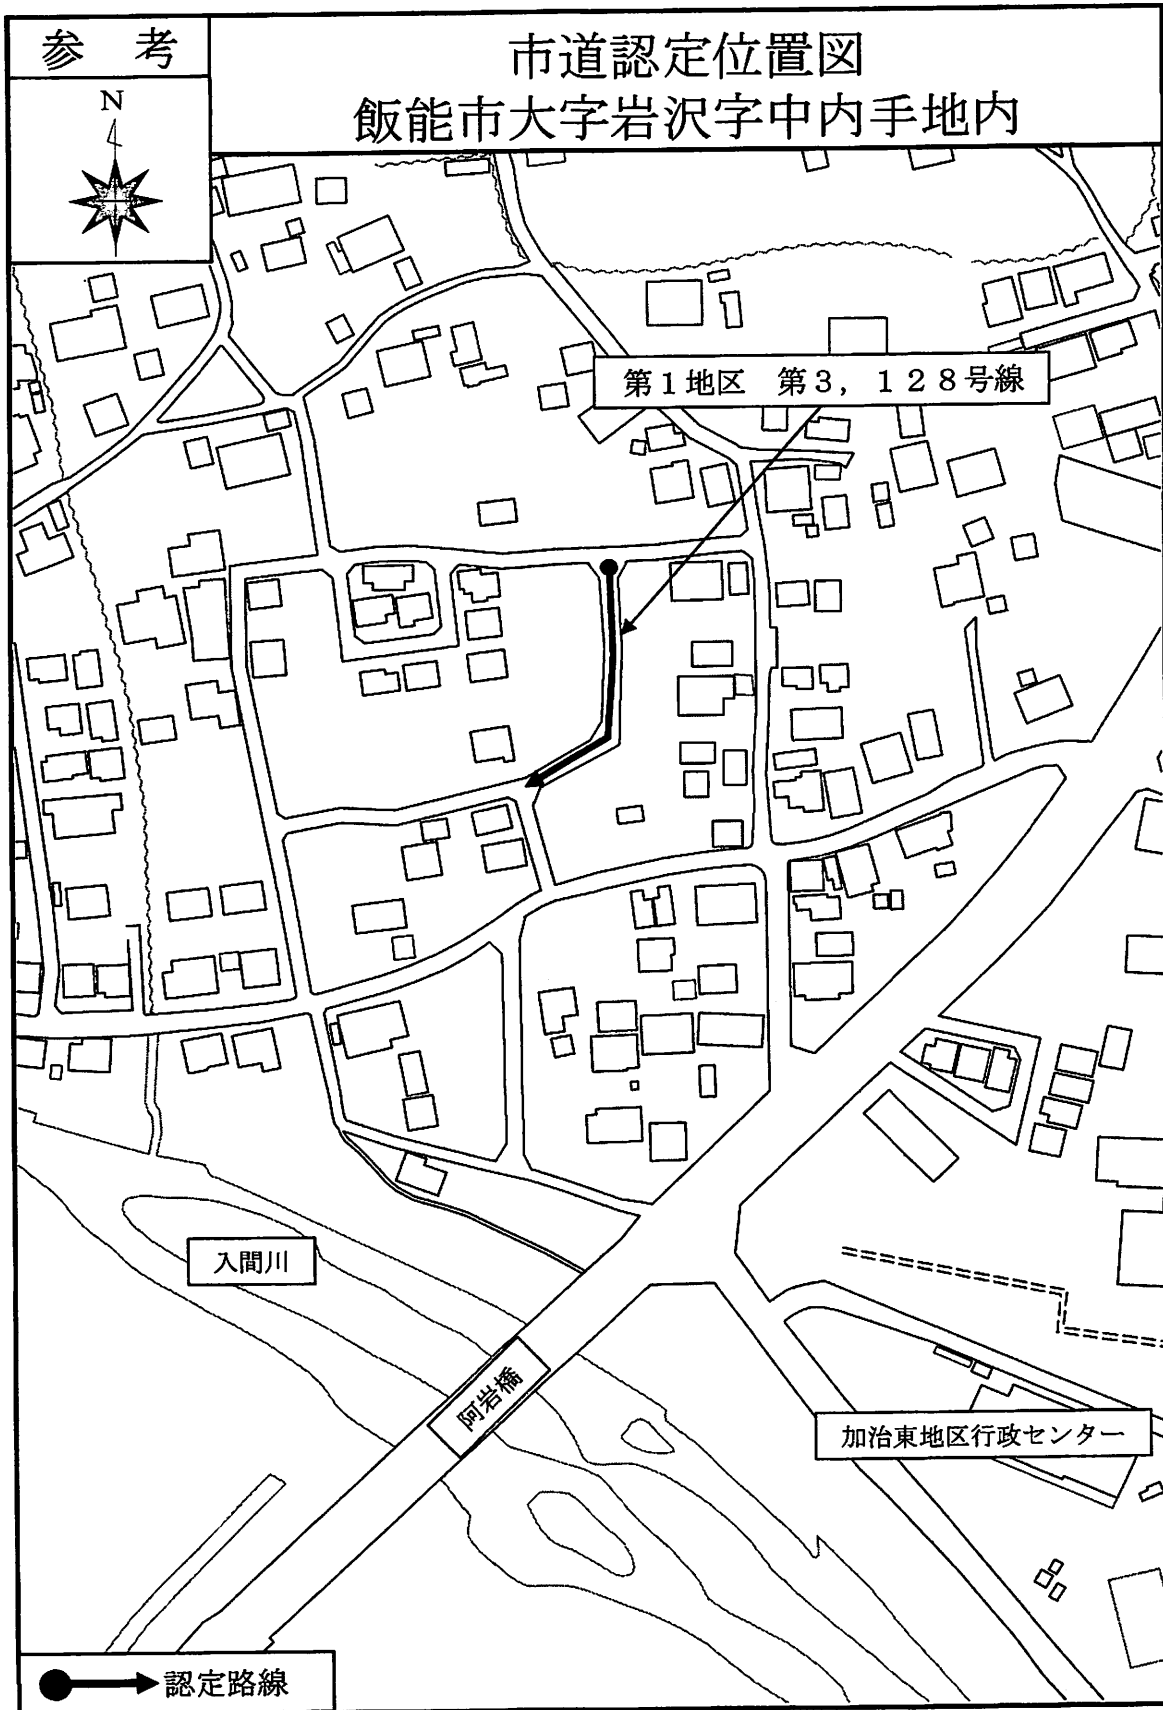 参　考
市道認定位置図
飯能市大字岩沢字中内手地内
N
第1地区　第3，128号線
入間川
阿岩橋
加治東地区行政センター
認定路線